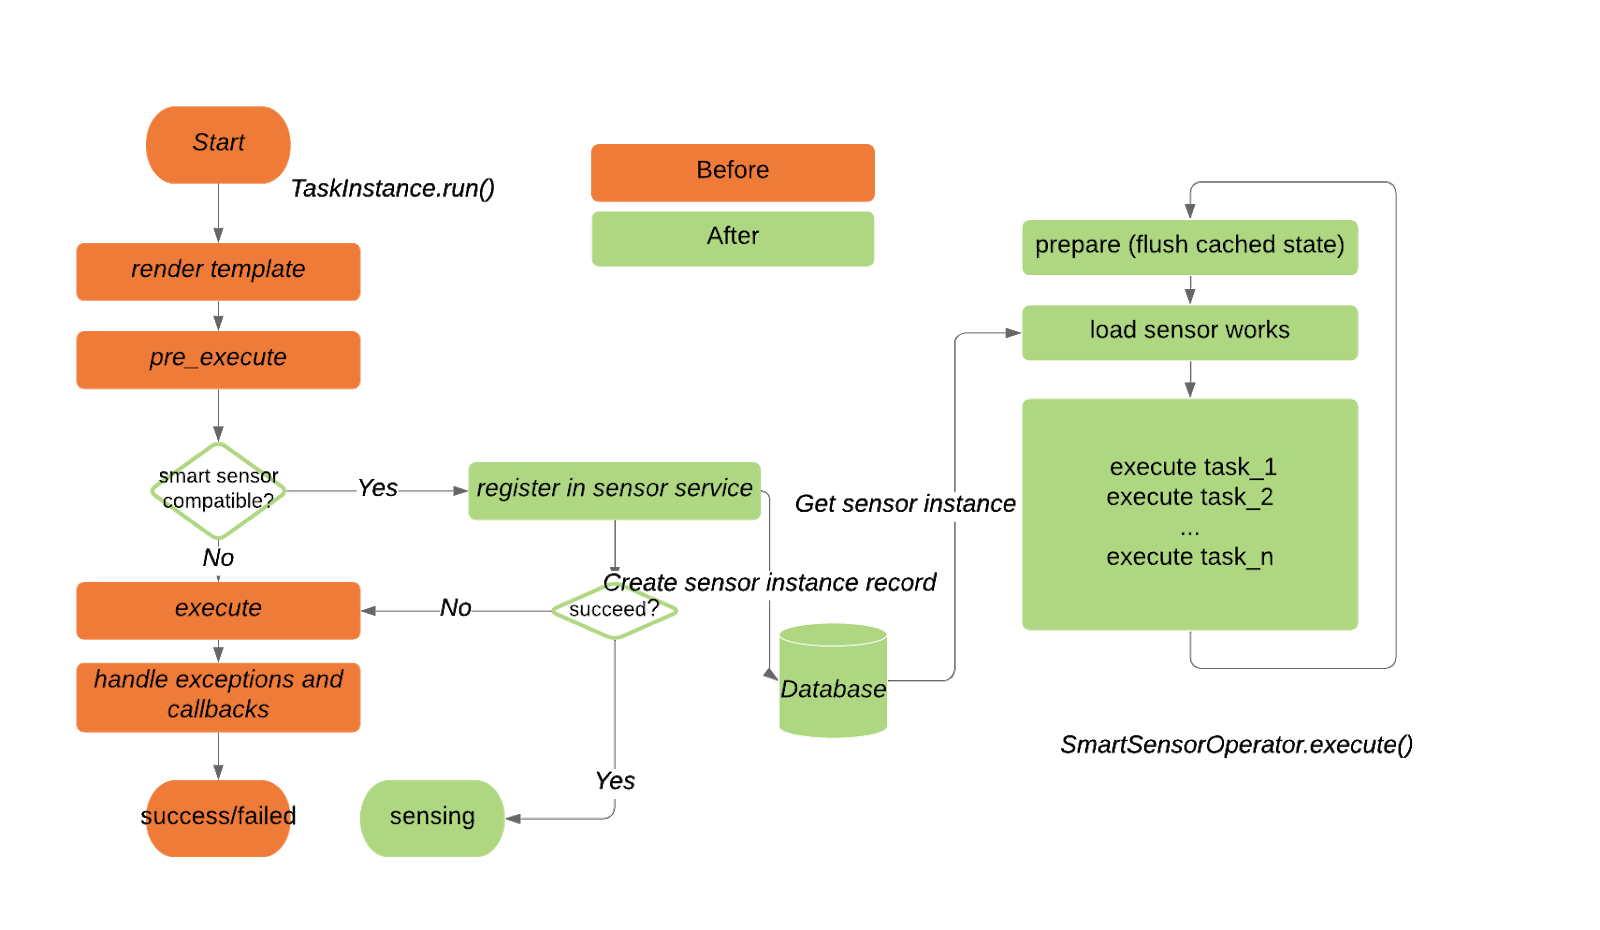 Start
TaskInstance.run()
render template
pre_execute
smart sensor
compatible?
Yes
No
execute
handle exceptions and
callbacks
success/failed
Before
After
register in sensor service
Create sensor instance record
succeed?
No
Yes
sensing
Database
Get sensor instance
prepare (flush cached state)
load sensor works
execute task_1
execute task_2
...
execute task_n
SmartSensorOperator.execute()